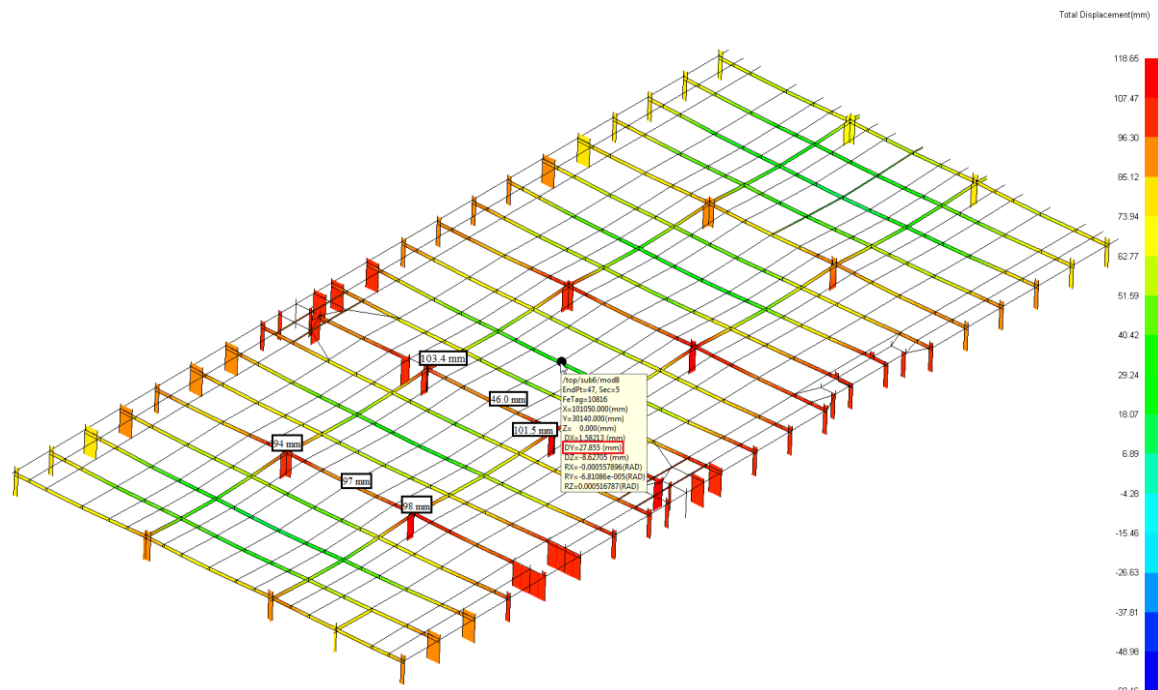 Total Displacement(mm)
118.65
107.47
96.30
85.12
73.94
62.77
51.59
40.42
29.24
18.07
6.89
-4.28
-15.46
-26.63
-37.81
-48.98
103.4 mm
46.0 mm
101.5 mm
94 mm
97 mm
98 mm
/top/sub6/mod8
EndPt=47, Sec=5
FeTag=10816
X=101050.000(mm)
Y=30140.000(mm)
Z= 0.000(mm)
DX=1.58213 (mm)
DY=27.855 (mm)
DZ=-8.62705 (mm)
RX=-0.000557896(RAD)
RY=-6.81086e-005(RAD)
RZ=0.000516787(RAD)